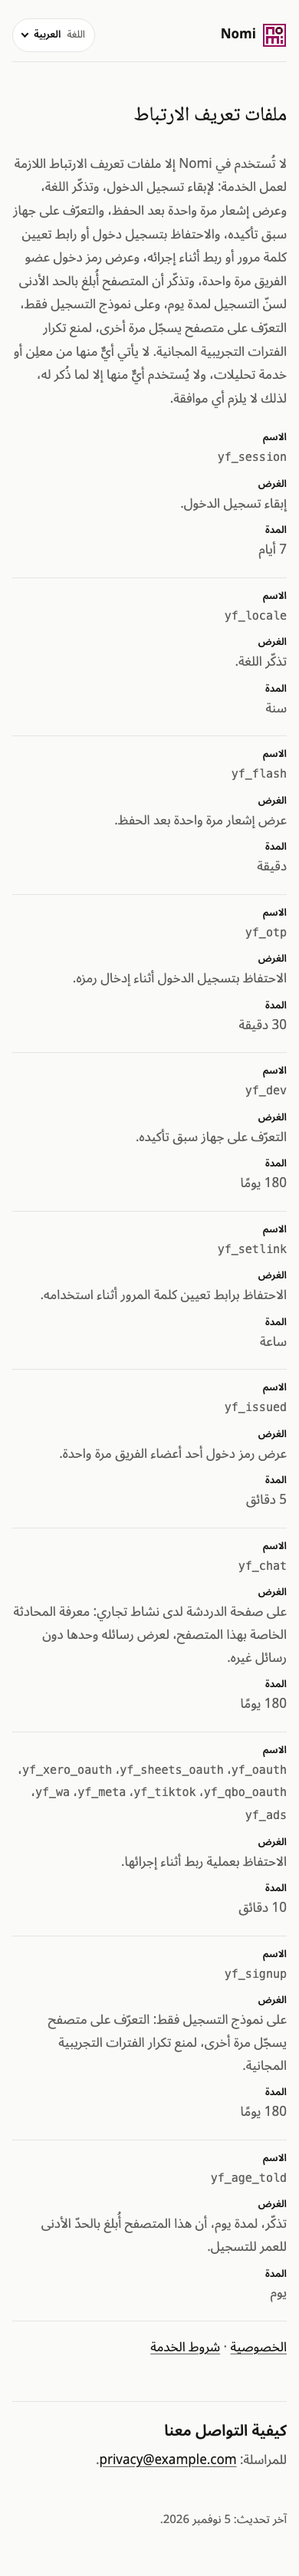 Nomi
اللغة العربية
ملفات تعريف الارتباط
لا تُستخدم في Nomi إلا ملفات تعريف الارتباط اللازمة
لعمل الخدمة: لإبقاء تسجيل الدخول، وتذكّر اللغة،
وعرض إشعار مرة واحدة بعد الحفظ، والتعرّف على جهاز
سبق تأكيده، والاحتفاظ بتسجيل دخول أو رابط تعيين
كلمة مرور أو ربط أثناء إجرائه، وعرض رمز دخول عضو
الفريق مرة واحدة، وتذكّر أن المتصفح أُبلغ بالحد الأدنى
لسنّ التسجيل لمدة يوم، وعلى نموذج التسجيل فقط،
التعرّف على متصفح يسجّل مرة أخرى، لمنع تكرار
الفترات التجريبية المجانية. لا يأتي أيٌّ منها من معلِن أو
خدمة تحليلات، ولا يُستخدم أيٌّ منها إلا لما ذُكر له،
لذلك لا يلزم أي موافقة.
الاسم
yf_session
الغرض
إبقاء تسجيل الدخول.
المدة
7 أيام
الاسم
yf_locale
الغرض
تذكّر اللغة.
المدة
سنة
الاسم
yf_flash
الغرض
عرض إشعار مرة واحدة بعد الحفظ.
المدة
دقيقة
الاسم
yf_otp
الغرض
الاحتفاظ بتسجيل الدخول أثناء إدخال رمزه.
المدة
30 دقيقة
الاسم
yf_dev
الغرض
التعرّف على جهاز سبق تأكيده.
المدة
180 يومًا
الاسم
yf_setlink
الغرض
الاحتفاظ برابط تعيين كلمة المرور أثناء استخدامه.
المدة
ساعة
الاسم
yf_issued
الغرض
عرض رمز دخول أحد أعضاء الفريق مرة واحدة.
المدة
5 دقائق
الاسم
yf_chat
الغرض
على صفحة الدردشة لدى نشاط تجاري: معرفة المحادثة
الخاصة بهذا المتصفح، لعرض رسائله وحدها دون
رسائل غيره.
المدة
180 يومًا
الاسم
yf_oauth، yf_sheets_oauth، yf_xero_oauth،
yf_qbo_oauth، yf_tiktok، yf_meta، yf_wa،
yf_ads
الغرض
الاحتفاظ بعملية ربط أثناء إجرائها.
المدة
10 دقائق
الاسم
yf_signup
الغرض
على نموذج التسجيل فقط: التعرّف على متصفح
يسجّل مرة أخرى، لمنع تكرار الفترات التجريبية
المجانية.
المدة
180 يومًا
الاسم
yf_age_told
الغرض
تذكّر، لمدة يوم، أن هذا المتصفح أُبلغ بالحدّ الأدنى
للعمر للتسجيل.
المدة
يوم
الخصوصية · شروط الخدمة
كيفية التواصل معنا
للمراسلة: privacy@example.com.
آخر تحديث: 5 نوفمبر 2026.